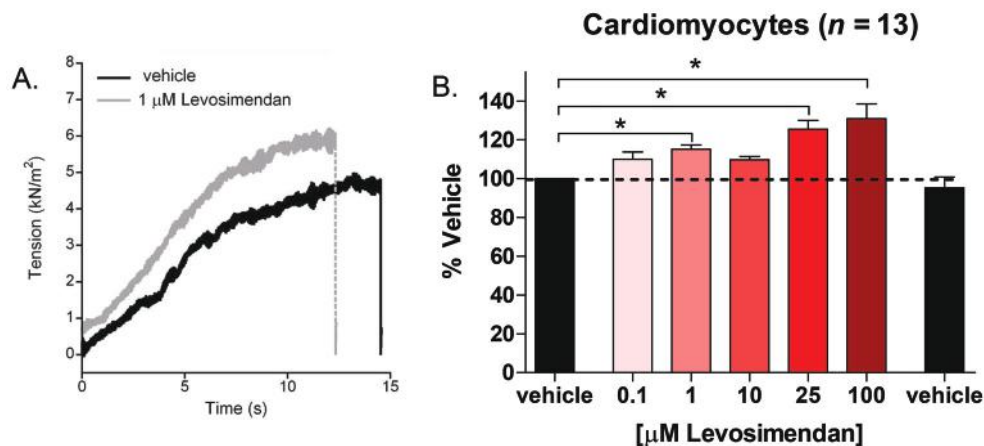 Cardiomyocytes (n = 13)
A.
8
7
6
5
4
3
2
1
0
Tension (kN/m²)
vehicle
1 μM Levosimendan
0
5
10
15
Time (s)
B.
140
120
100
80
60
40
20
0
% Vehicle
*
*
*
vehicle
0.1
1
10
25
100
vehicle
[μM Levosimendan]